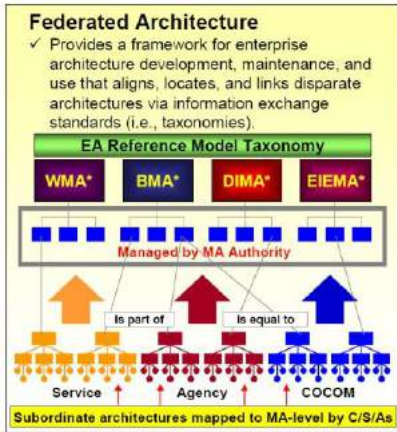 Federated Architecture
✓ Provides a framework for enterprise
architecture development, maintenance, and
use that aligns, locates, and links disparate
architectures via information exchange
standards (i.e., taxonomies).
EA Reference Model Taxonomy
WMA* BMA* DIMA* EIEMA*
Managed by MA Authority
Is part of Is equal to
Service Agency COCOM
Subordinate architectures mapped to MA-level by C/S/As